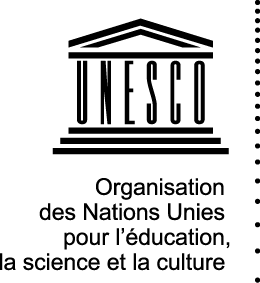 UNESCO
Organisation
des Nations Unies
pour l'éducation,
la science et la culture